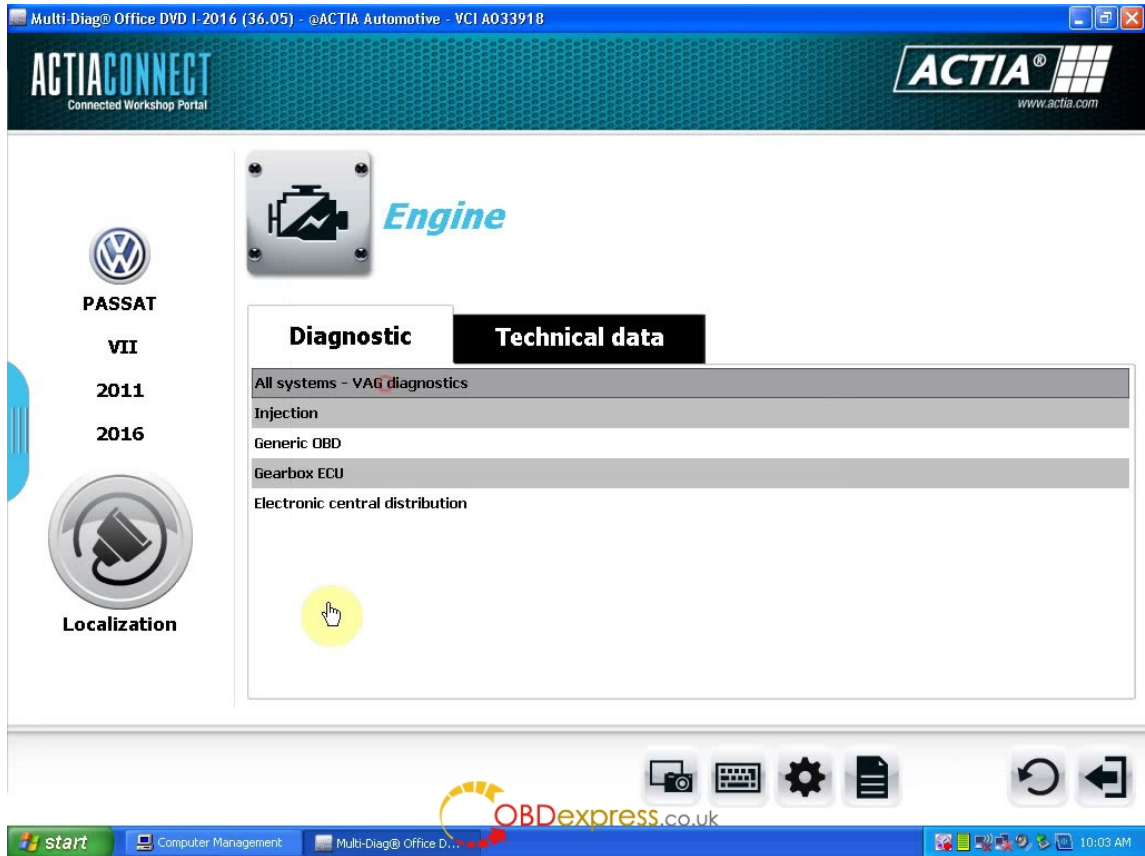 Multi-Diag® Office DVD I-2016 (36.05) - @ACTIA Automotive - VCI A033918
ACTIACONNECT
Connected Workshop Portal
ACTIA®
www.actia.com
Engine
PASSAT
VII
2011
2016
Localization
Diagnostic
Technical data
All systems - VAG diagnostics
Injection
Generic OBD
Gearbox ECU
Electronic central distribution
OBDexpress.co.uk
start
Computer Management
Multi-Diag® Office D...
10:03 AM